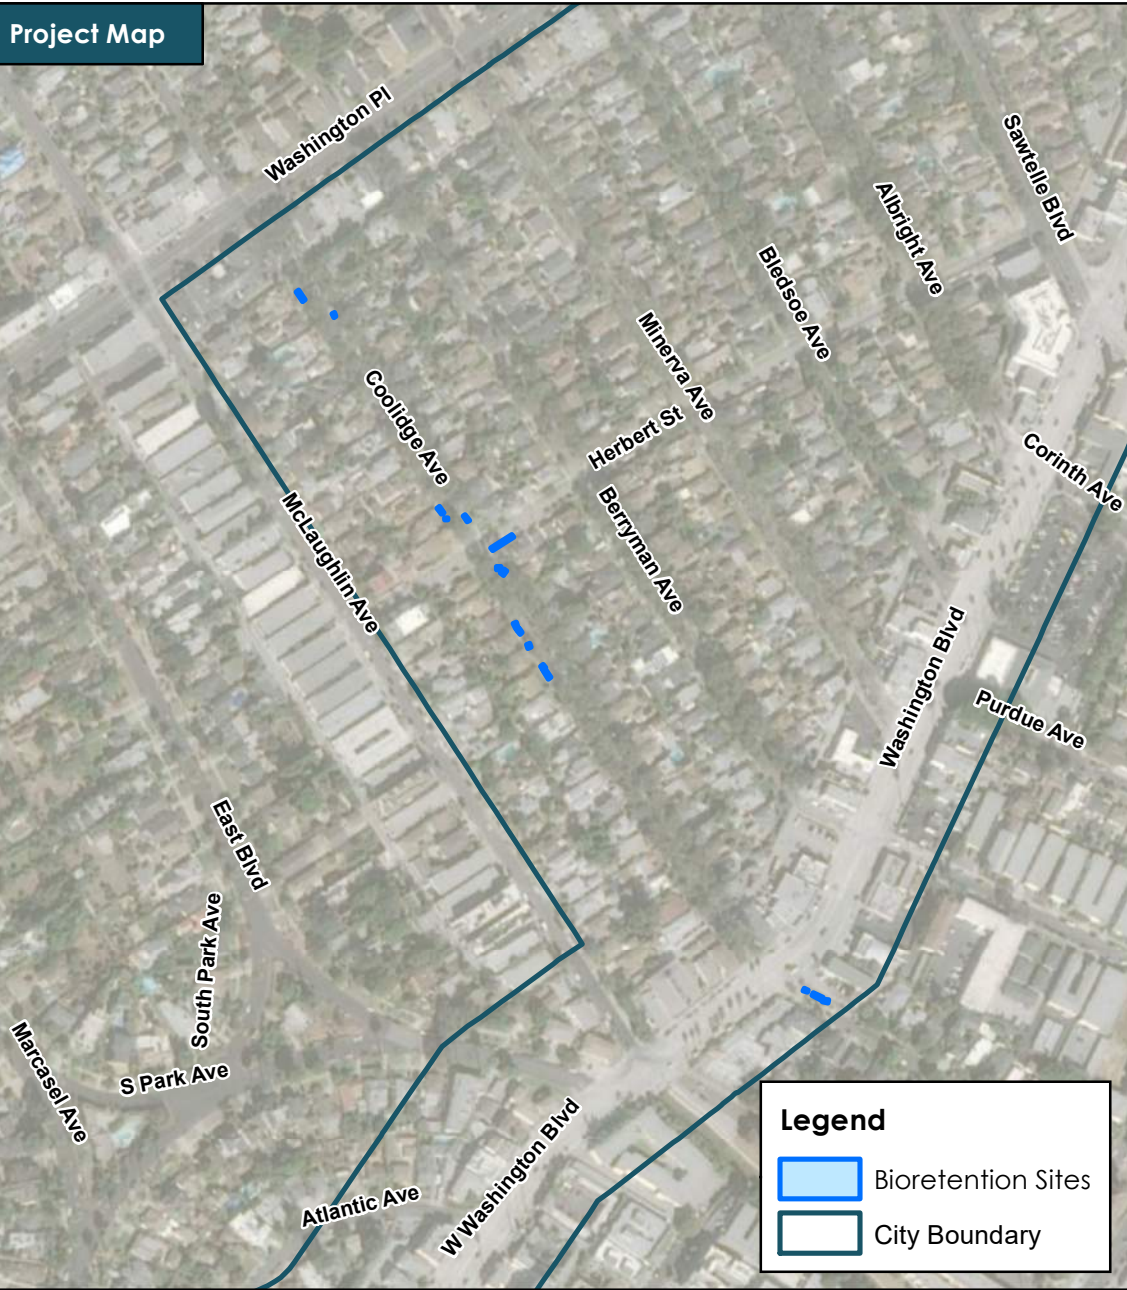 Project Map
Washington Pl
Sawtelle Blvd
Albright Ave
Bledsoe Ave
Minerva Ave
Coolidge Ave
Herbert St
Corinth Ave
Berryman Ave
McLaughlin Ave
Washington Blvd
Purdue Ave
East Blvd
South Park Ave
Marcasel Ave
S Park Ave
W Washington Blvd
Atlantic Ave
Legend
Bioretention Sites
City Boundary